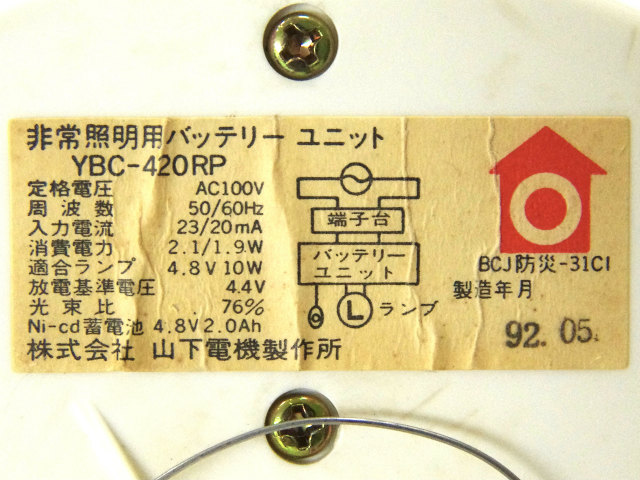 非常照明用バッテリー ユニット
YBC-420RP
定格電圧 AC100V
周波数 50/60Hz
入力電流 23/20mA
消費電力 2.1/1.9W
適合ランプ 4.8V 10W
放電基準電圧 4.4V
光束比 76%
Ni-cd蓄電池 4.8V 2.0Ah
株式会社 山下電機製作所
端子台
バッテリー
ユニット
L ランプ
BCJ防災-31C1
製造年月
92. 05.